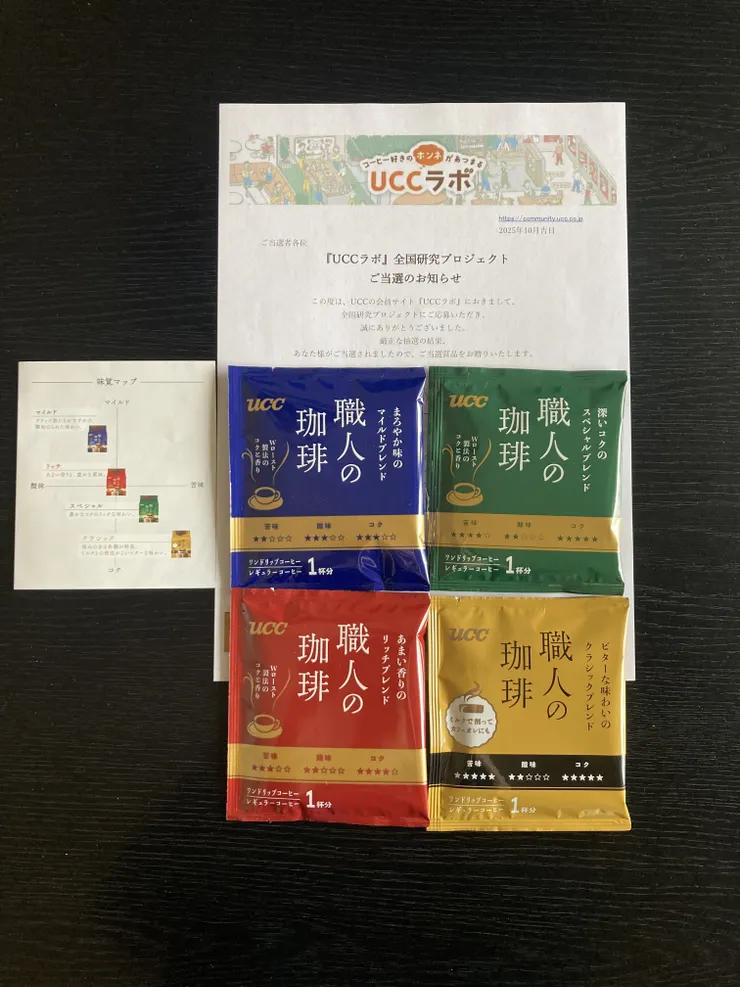 コーヒー好きのホンネがあつまる
UCCラボ
https://community.ucc.co.jp
2025年10月吉日
ご当選者各位
『UCCラボ』全国研究プロジェクト
ご当選のお知らせ
この度は、UCCの会員サイト『UCCラボ』におきまして、
全国研究プロジェクトにご応募いただき、
誠にありがとうございました。
厳正な抽選の結果、
あなた様がご当選されましたので、ご当選賞品をお贈りいたします。
味覚マップ
マイルド
マイルド
リッチ
酸味
苦味
スペシャル
クラシック
コク
UCC
職人の
珈琲
まろやか味の
マイルドブレンド
Wロースト
製法の
コクと香り
苦味 酸味 コク
★★☆☆☆ ★★★☆☆ ★★★☆☆
ワンドリップコーヒー
レギュラーコーヒー 1杯分
UCC
職人の
珈琲
深いコクの
スペシャルブレンド
Wロースト
製法の
コクと香り
苦味 酸味 コク
★★★★☆ ★★☆☆☆ ★★★★★
ワンドリップコーヒー
レギュラーコーヒー 1杯分
UCC
職人の
珈琲
あまい香りの
リッチブレンド
Wロースト
製法の
コクと香り
苦味 酸味 コク
★★★☆☆ ★★☆☆☆ ★★★★☆
ワンドリップコーヒー
レギュラーコーヒー 1杯分
UCC
職人の
珈琲
ビターな味わいの
クラシックブレンド
ミルクで割って
カフェオレにも
苦味 酸味 コク
★★★★★ ★★☆☆☆ ★★★★★
ワンドリップコーヒー
レギュラーコーヒー 1杯分